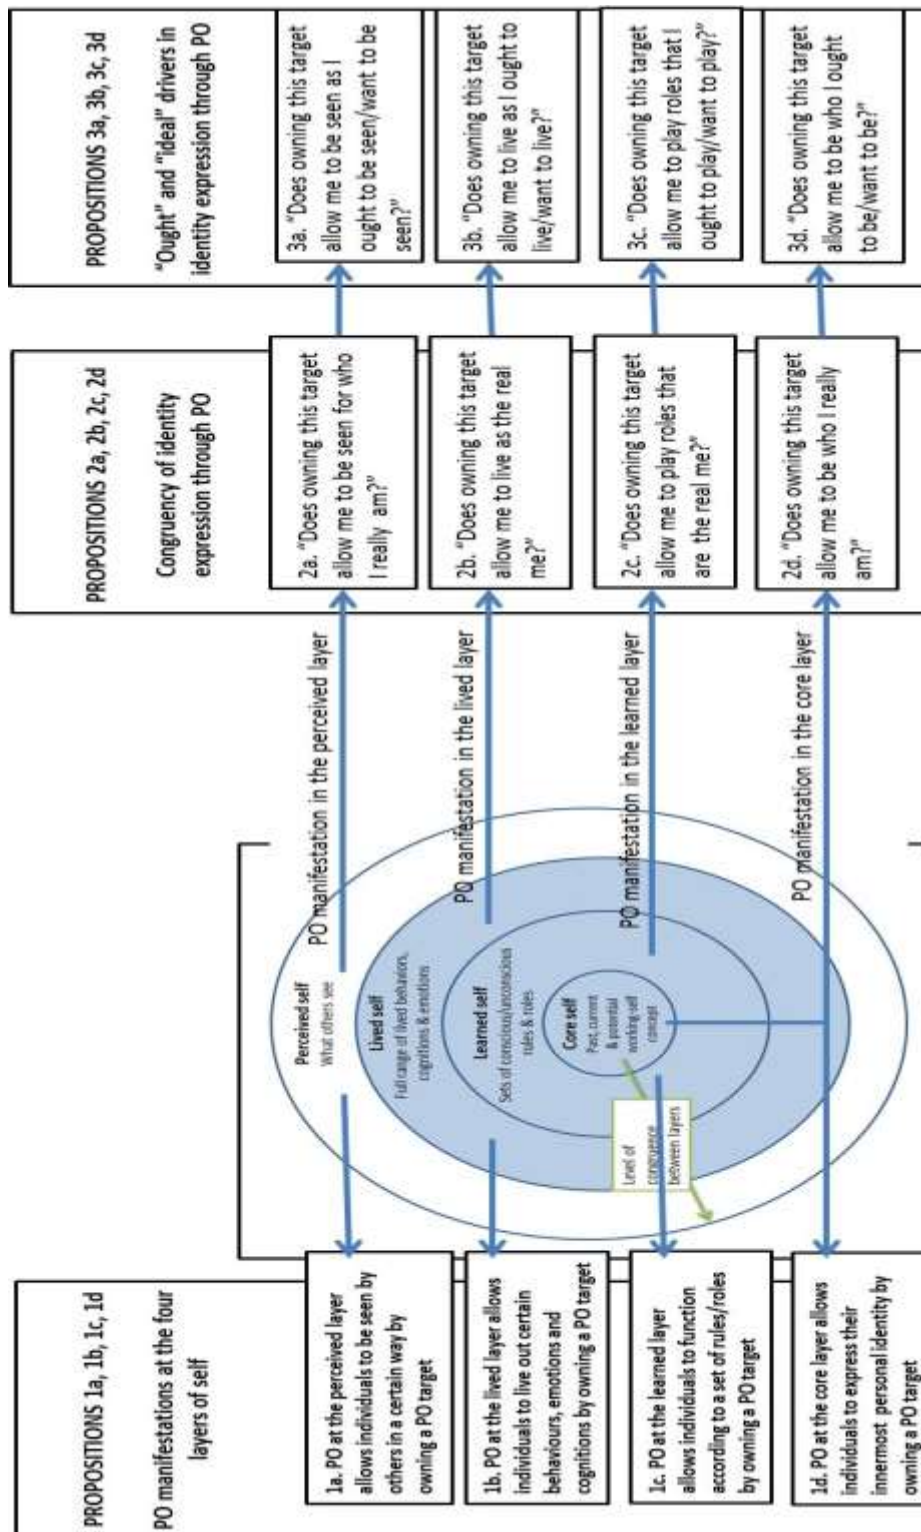 PROPOSITIONS 1a, 1b, 1c, 1d
PO manifestations at the four
layers of self
1a. PO at the perceived layer
allows individuals to be seen by
others in a certain way by
owning a PO target
1b. PO at the lived layer allows
individuals to live out certain
behaviours, emotions and
cognitions by owning a PO target
1c. PO at the learned layer
allows individuals to function
according to a set of rules/roles
by owning a PO target
1d. PO at the core layer allows
individuals to express their
innermost personal identity by
owning a PO target
Perceived self
What others see
Lived self
Full range of lived behaviors,
cognitions & emotions
Learned self
Sets of conscious/unconscious
rules & roles
Core self
Past, current
& potential
working-self
concept
Level of
congruence
between layers
PO manifestation in the perceived layer
PO manifestation in the lived layer
PO manifestation in the learned layer
PO manifestation in the core layer
PROPOSITIONS 2a, 2b, 2c, 2d
Congruency of identity
expression through PO
2a. “Does owning this target
allow me to be seen for who
I really am?”
2b. “Does owning this target
allow me to live as the real
me?”
2c. “Does owning this target
allow me to play roles that
are the real me?”
2d. “Does owning this target
allow me to be who I really
am?”
PROPOSITIONS 3a, 3b, 3c, 3d
“Ought” and “ideal” drivers in
identity expression through PO
3a. “Does owning this target
allow me to be seen as I
ought to be seen/want to be
seen?”
3b. “Does owning this target
allow me to live as I ought to
live/want to live?”
3c. “Does owning this target
allow me to play roles that I
ought to play/want to play?”
3d. “Does owning this target
allow me to be who I ought
to be/want to be?”